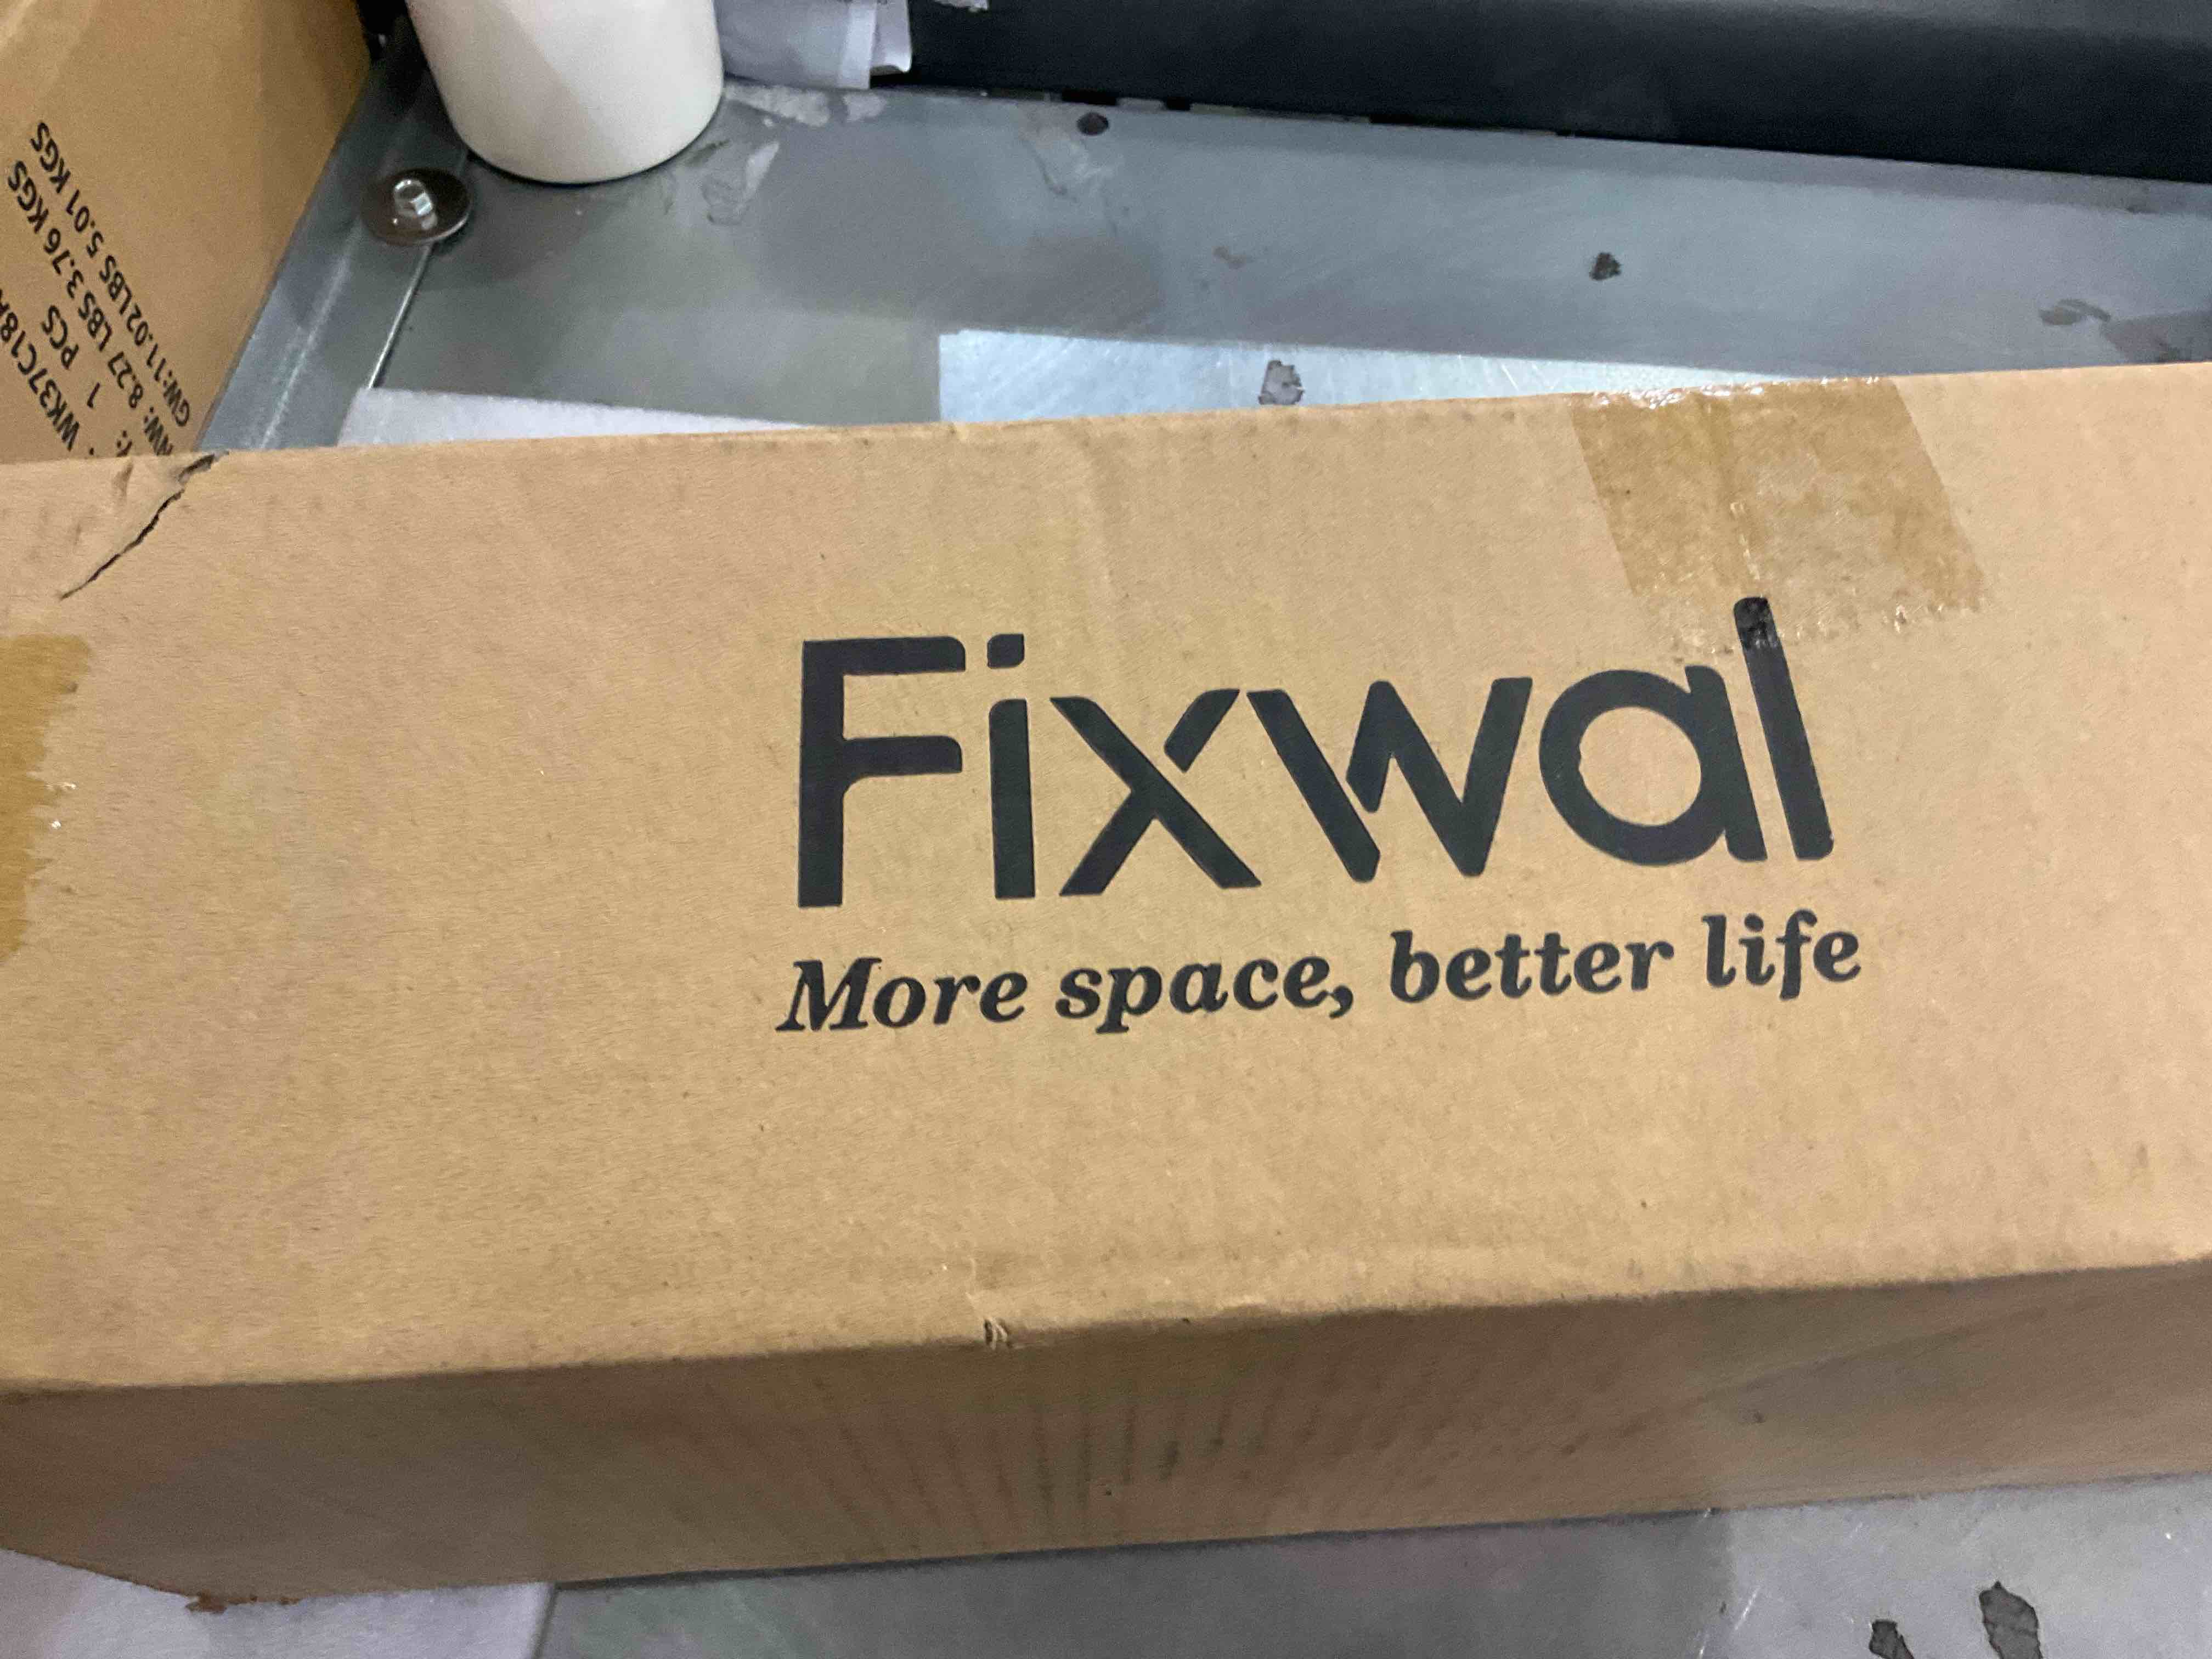 Fixwal
More space, better life
WK37C18
1 PCS
NW: 8.27 LBS 3.76 KGS
GW:11.02LBS 5.01 KGS